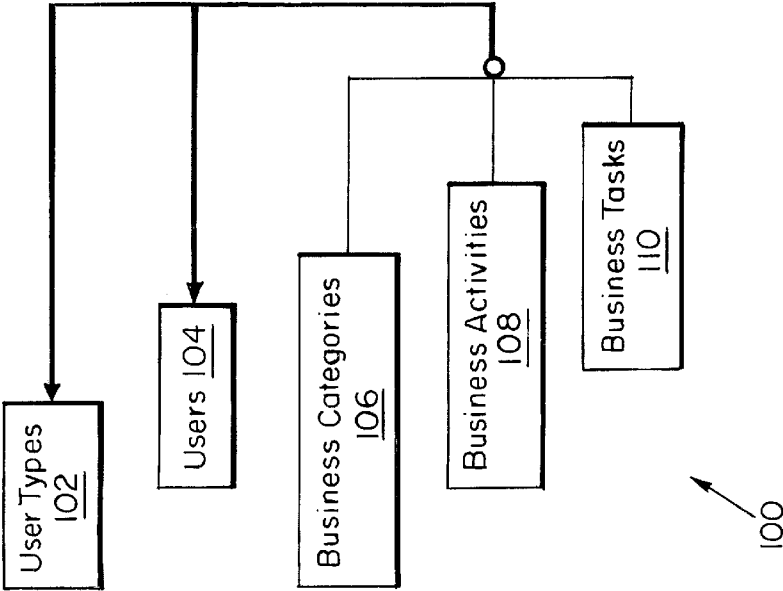 User Types
102
Users 104
Business Categories
106
Business Activities
108
Business Tasks
110
100